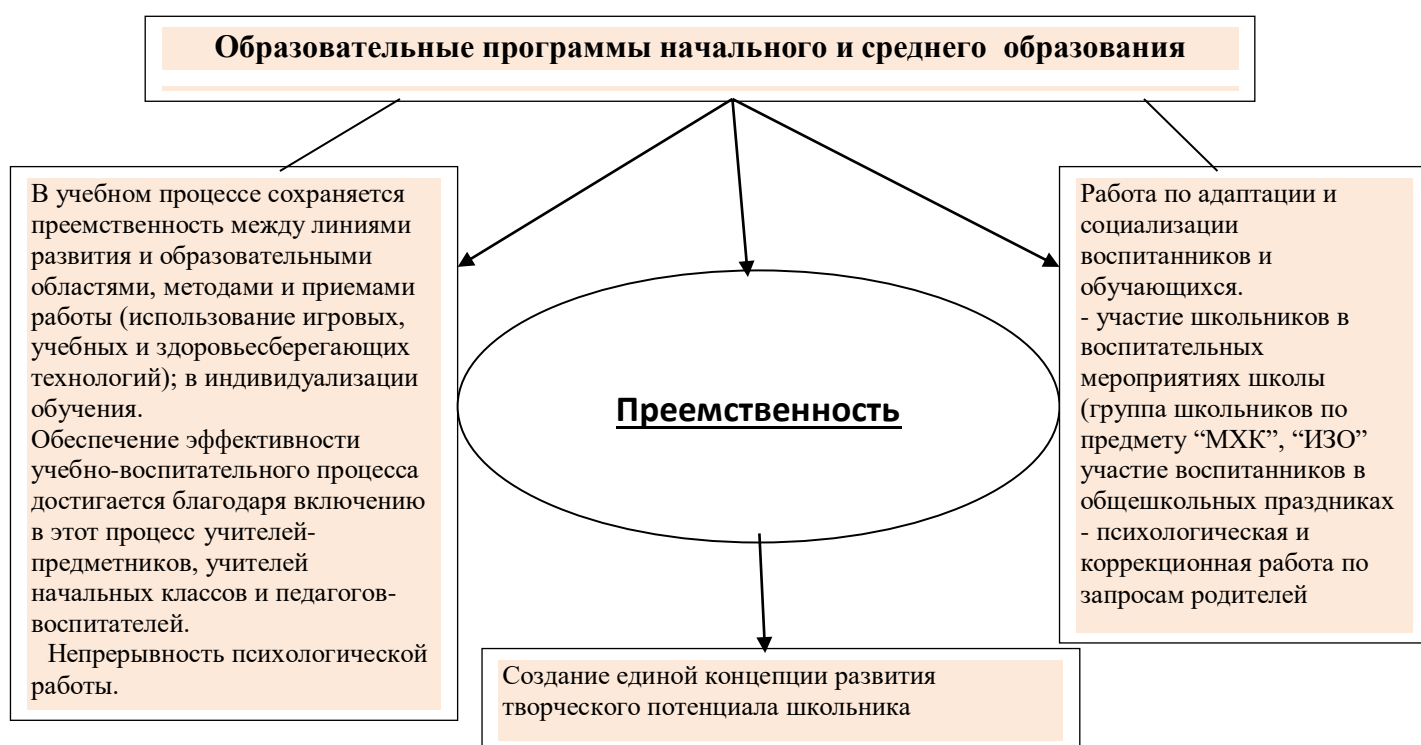 Образовательные программы начального и среднего образования
В учебном процессе сохраняется
преемственность между линиями
развития и образовательными
областями, методами и приемами
работы (использование игровых,
учебных и здоровьесберегающих
технологий); в индивидуализации
обучения.
Обеспечение эффективности
учебно-воспитательного процесса
достигается благодаря включению
в этот процесс учителей-
предметников, учителей
начальных классов и педагогов-
воспитателей.
Непрерывность психологической
работы.
Преемственность
Работа по адаптации и
социализации
воспитанников и
обучающихся.
- участие школьников в
воспитательных
мероприятиях школы
(группа школьников по
предмету “МХК”, “ИЗО”
участие воспитанников в
общешкольных праздниках
- психологическая и
коррекционная работа по
запросам родителей
Создание единой концепции развития
творческого потенциала школьника